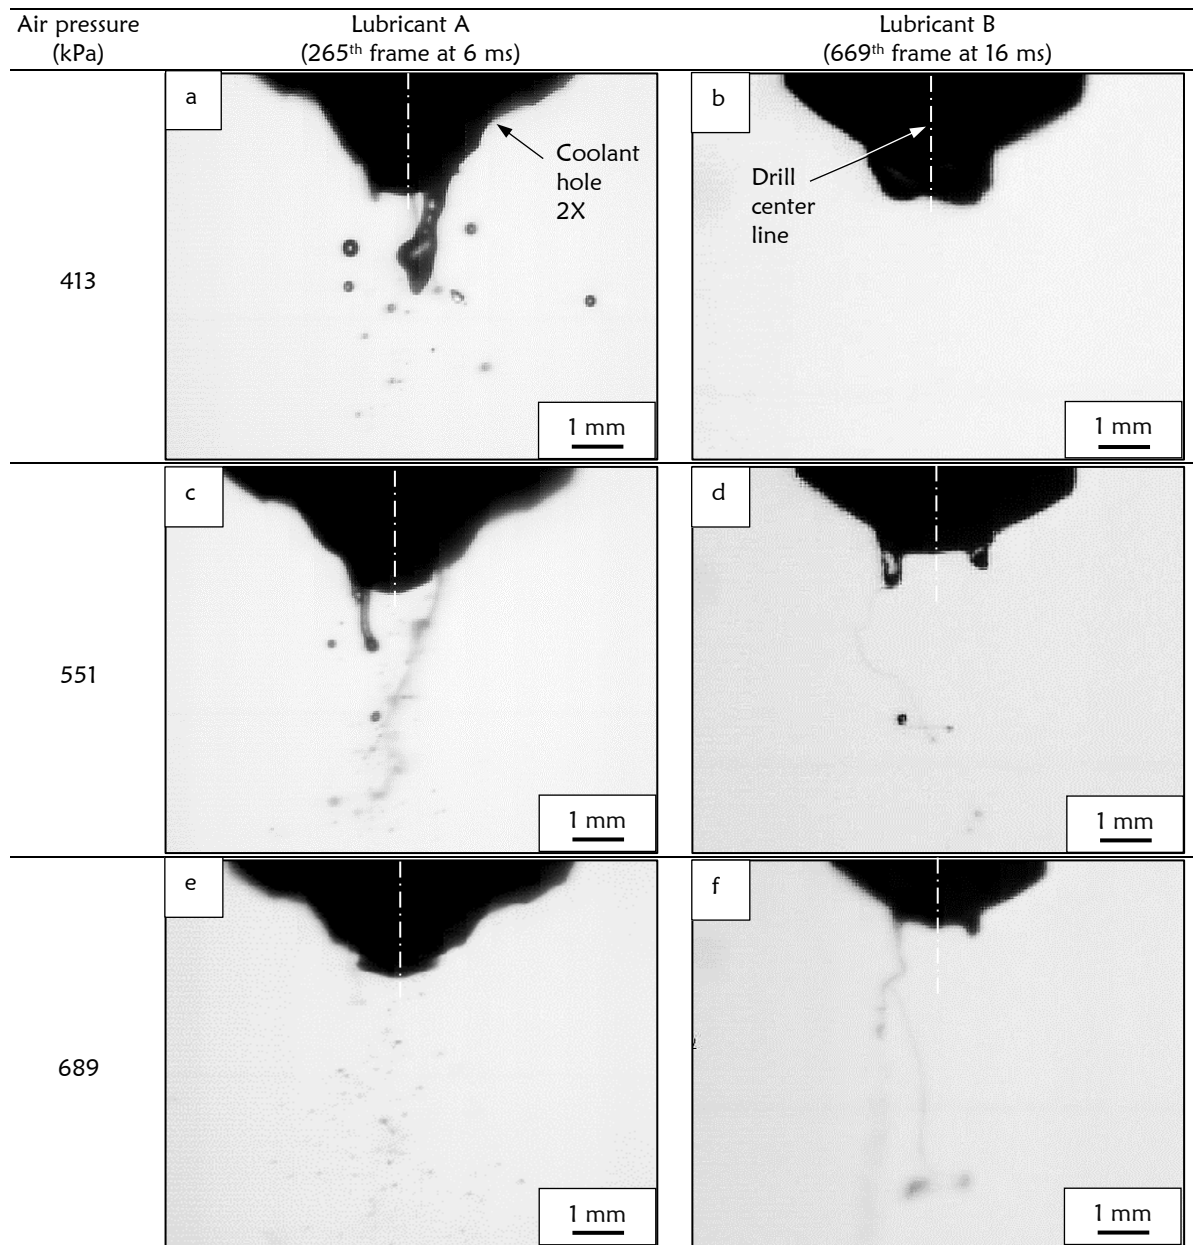 Air pressure
(kPa)
Lubricant A
(265th frame at 6 ms)
Lubricant B
(669th frame at 16 ms)
413
a
Coolant
hole
2X
1 mm
b
Drill
center
line
1 mm
551
c
1 mm
d
1 mm
689
e
1 mm
f
1 mm